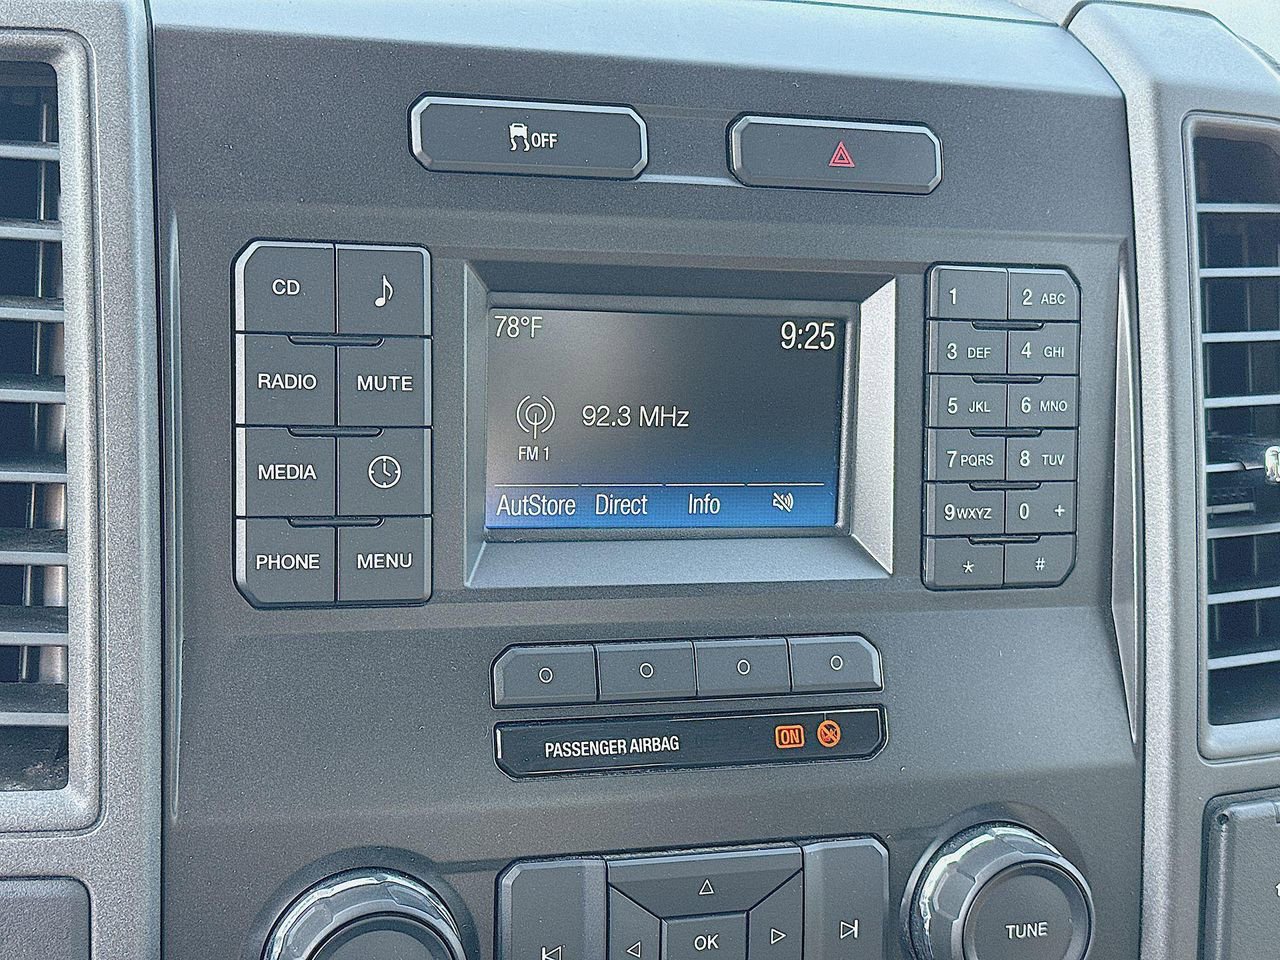 OFF
CD
RADIO MUTE
MEDIA
PHONE MENU
78°F 9:25
92.3 MHz
FM 1
AutStore Direct Info
1 2 ABC
3 DEF 4 GHI
5 JKL 6 MNO
7 PQRS 8 TUV
9 WXYZ 0 +
* #
PASSENGER AIRBAG ON
OK
TUNE